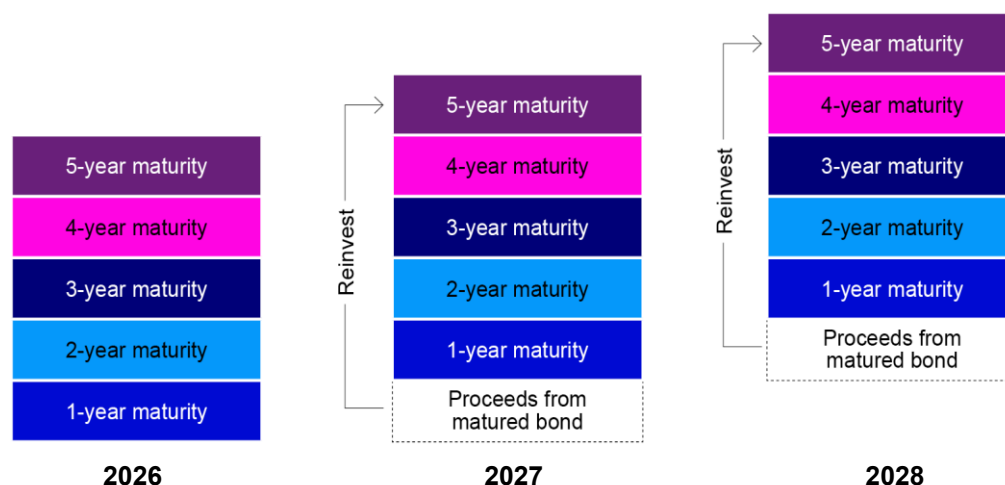 5-year maturity
4-year maturity
3-year maturity
2-year maturity
1-year maturity
2026
Reinvest
5-year maturity
4-year maturity
3-year maturity
2-year maturity
1-year maturity
Proceeds from
matured bond
2027
Reinvest
5-year maturity
4-year maturity
3-year maturity
2-year maturity
1-year maturity
Proceeds from
matured bond
2028